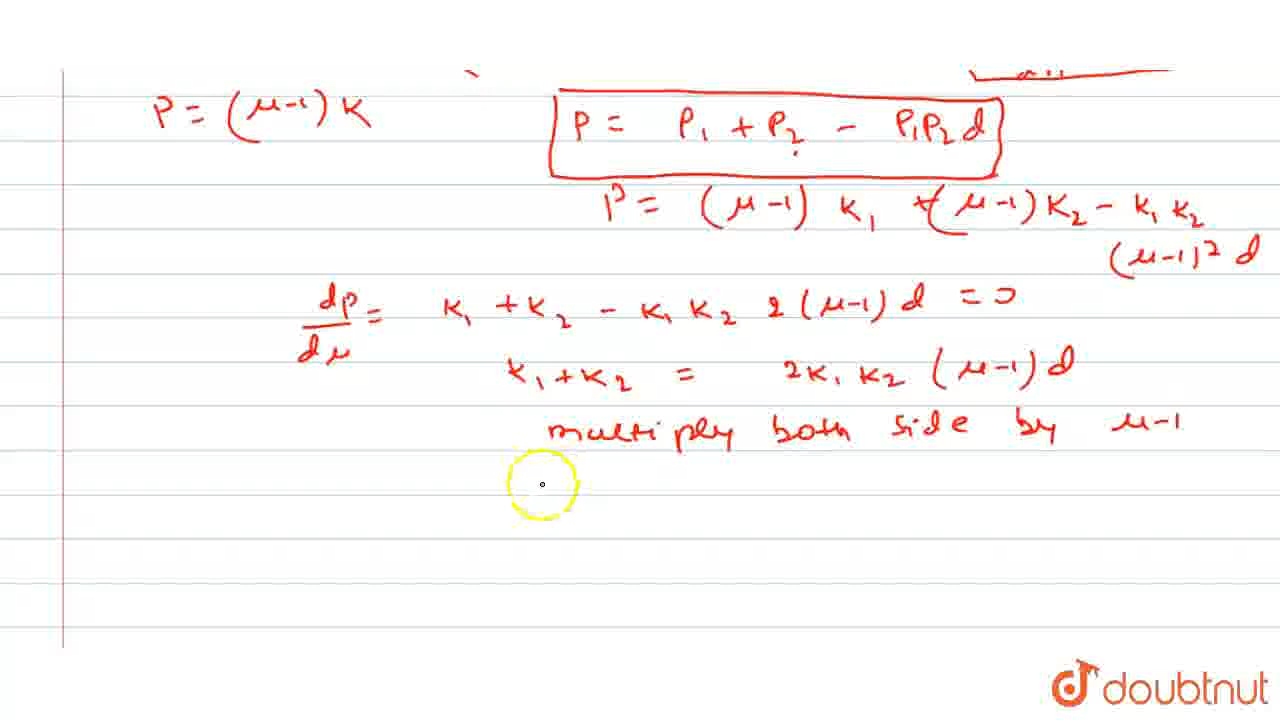 P = (μ-1) K
P = P₁ + P₂ - P₁P₂d
P = (μ-1) K₁ + (μ-1)K₂ - K₁ K₂
(μ-1)² d
dp/dμ = K₁ + K₂ - K₁ K₂ 2 (μ-1) d = 0
K₁ + K₂ = 2K₁ K₂ (μ-1) d
multiply both side by μ-1
doubtnut